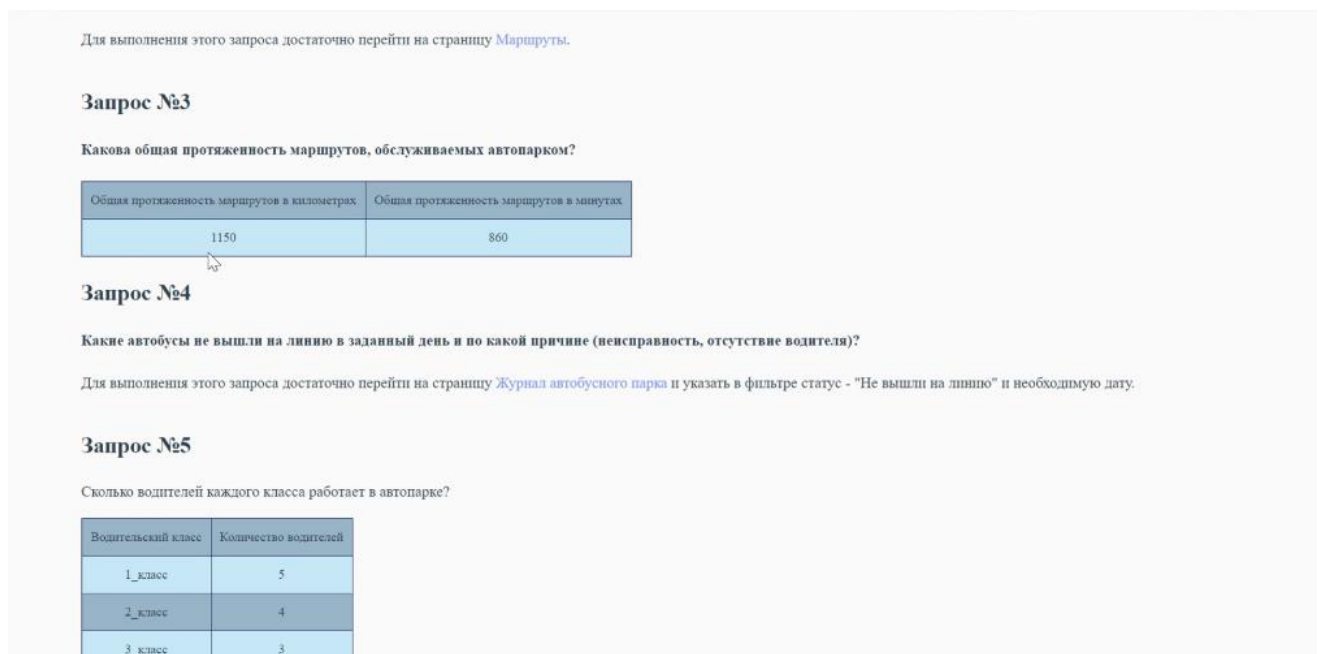 Для выполнения этого запроса достаточно перейти на страницу Маршруты.
Запрос №3
Какова общая протяженность маршрутов, обслуживаемых автопарком?
Общая протяженность маршрутов в километрах Общая протяженность маршрутов в минутах
1150 860
Запрос №4
Какие автобусы не вышли на линию в заданный день и по какой причине (неисправность, отсутствие водителя)?
Для выполнения этого запроса достаточно перейти на страницу Журнал автобусного парка и указать в фильтре статус - "Не вышли на линию" и необходимую дату.
Запрос №5
Сколько водителей каждого класса работает в автопарке?
Водительский класс Количество водителей
1_класс 5
2_класс 4
3_класс 3